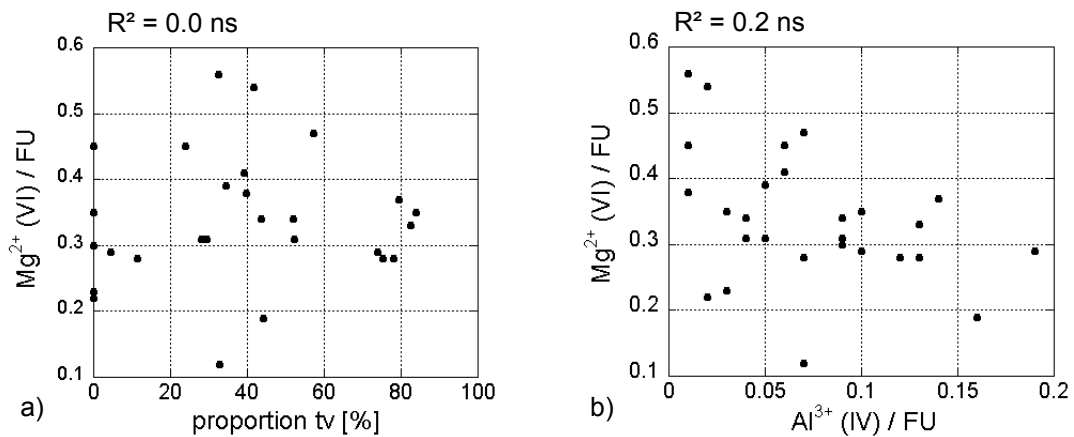 R² = 0.0 ns
0.6
0.5
0.4
0.3
0.2
0.1
Mg²⁺ (VI) / FU
0 20 40 60 80 100
proportion tv [%]
a)
R² = 0.2 ns
0.6
0.5
0.4
0.3
0.2
0.1
Mg²⁺ (VI) / FU
0 0.05 0.1 0.15 0.2
Al³⁺ (IV) / FU
b)